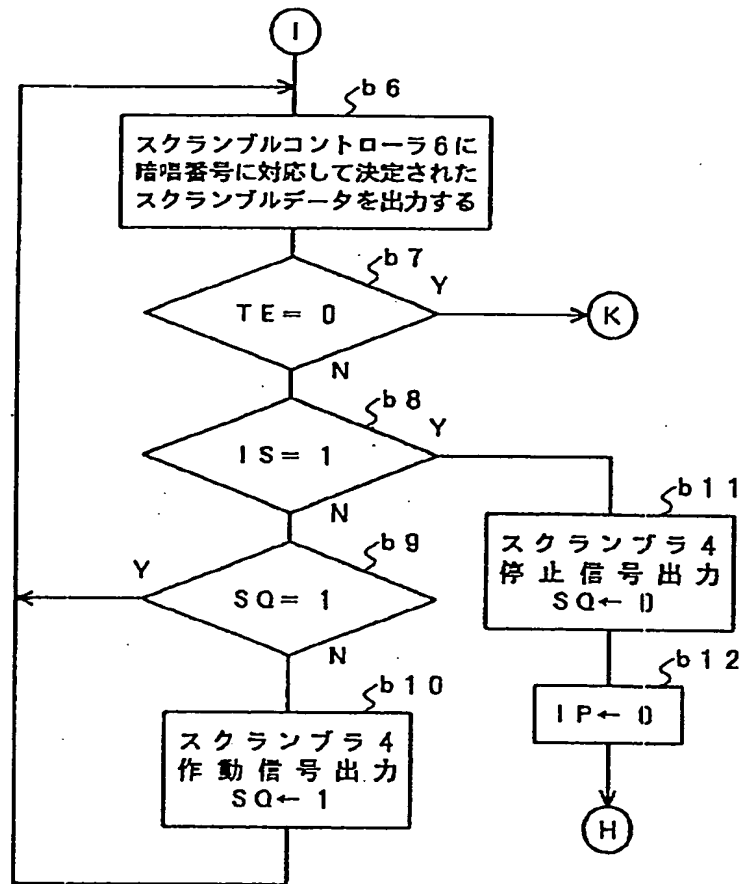 I
b6
スクランブルコントローラ6に
暗唱番号に対応して決定された
スクランブルデータを出力する
b7
TE=0
Y
K
N
b8
IS=1
Y
N
b9
SQ=1
Y
N
b10
スクランブラ4
作動信号出力
SQ←1
b11
スクランブラ4
停止信号出力
SQ←0
b12
IP←0
H